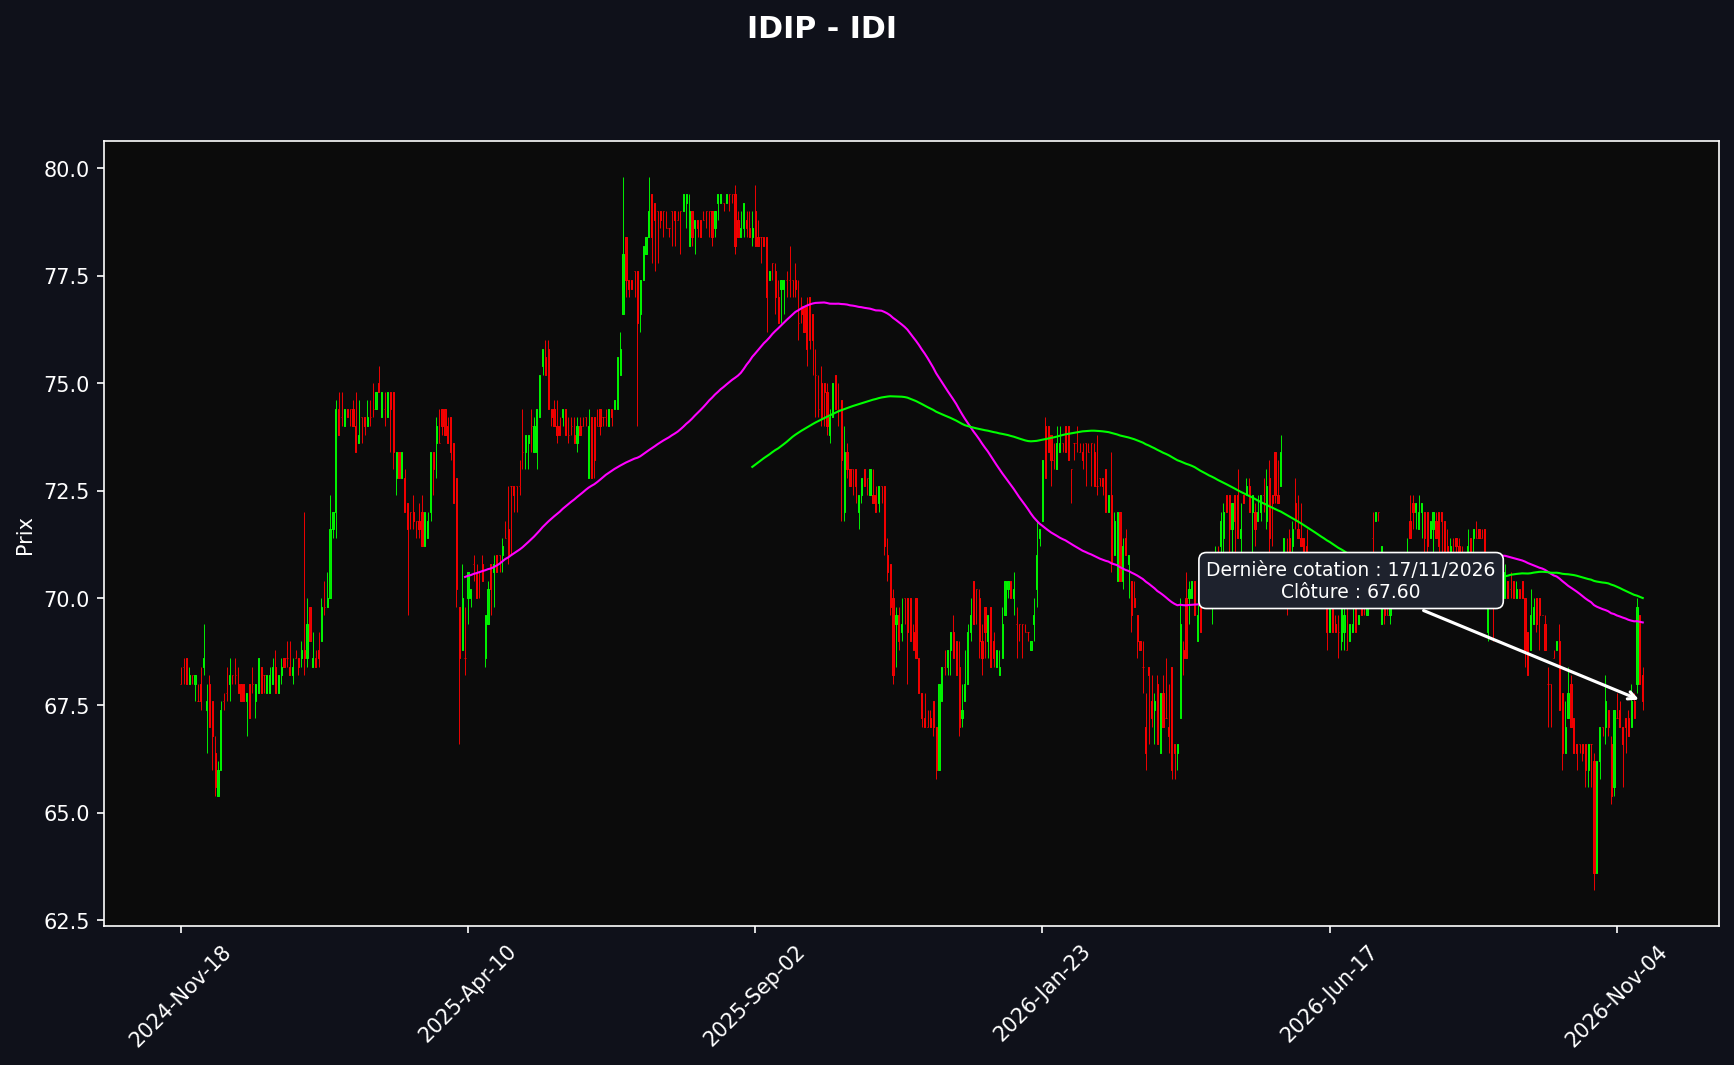 IDIP - IDI
Prix
80.0
77.5
75.0
72.5
70.0
67.5
65.0
62.5
Dernière cotation : 17/11/2026
Clôture : 67.60
2024-Nov-18
2025-Apr-10
2025-Sep-02
2026-Jan-23
2026-Jun-17
2026-Nov-04